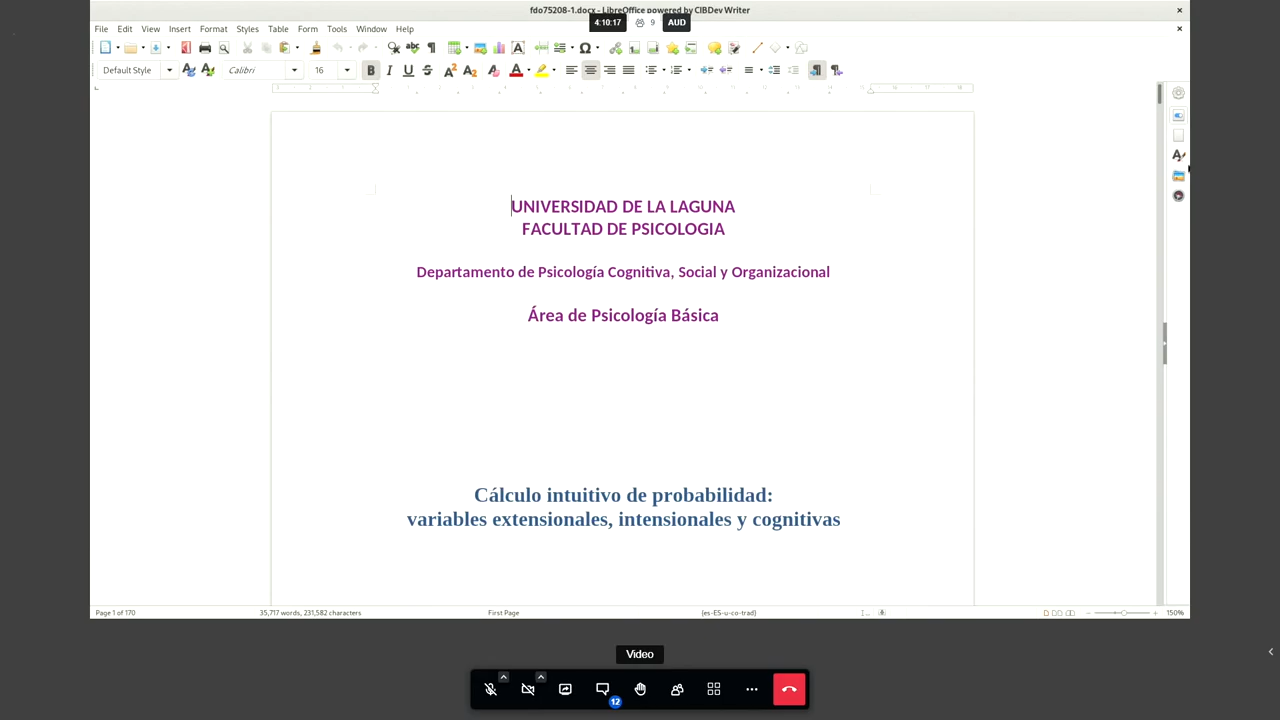 fdo75208-1.docx - LibreOffice powered by CIBDev Writer
4:10:17
9
AUD
File Edit View Insert Format Styles Table Form Tools Window Help
Default Style
Calibri
16
UNIVERSIDAD DE LA LAGUNA
FACULTAD DE PSICOLOGIA
Departamento de Psicología Cognitiva, Social y Organizacional
Área de Psicología Básica
Cálculo intuitivo de probabilidad:
variables extensionales, intensionales y cognitivas
Page 1 of 170
35,717 words, 231,582 characters
First Page
{es-ES-u-co-trad}
150%
Video
12